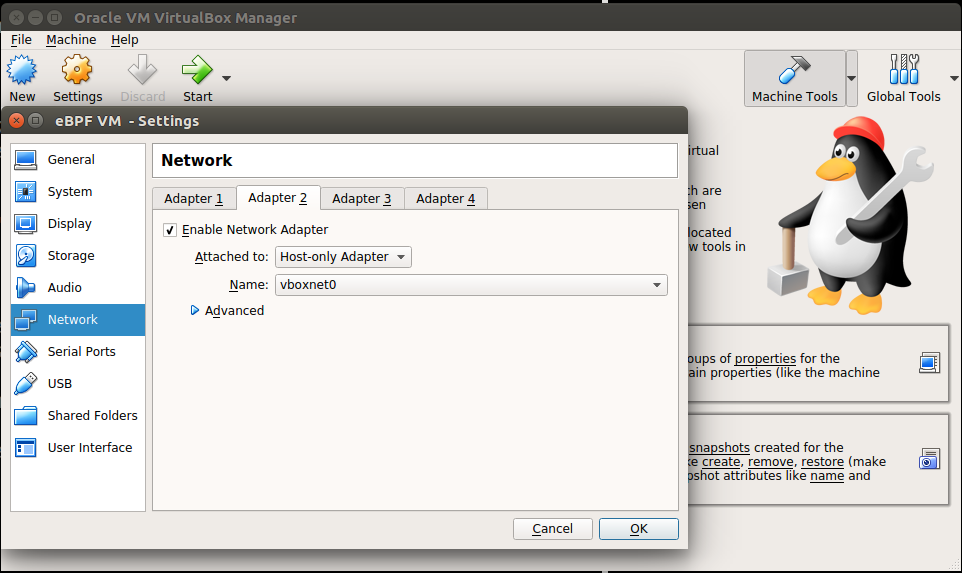 Oracle VM VirtualBox Manager
File Machine Help
New Settings Discard Start Machine Tools Global Tools
eBPF VM - Settings
General
System
Display
Storage
Audio
Network
Serial Ports
USB
Shared Folders
User Interface
Network
Adapter 1 Adapter 2 Adapter 3 Adapter 4
Enable Network Adapter
Attached to: Host-only Adapter
Name: vboxnet0
Advanced
Cancel OK
irtual
are
located
w tools in
oups of properties for the
ain properties (like the machine
snapshots created for the
create, remove, restore (make
pshot attributes like name and